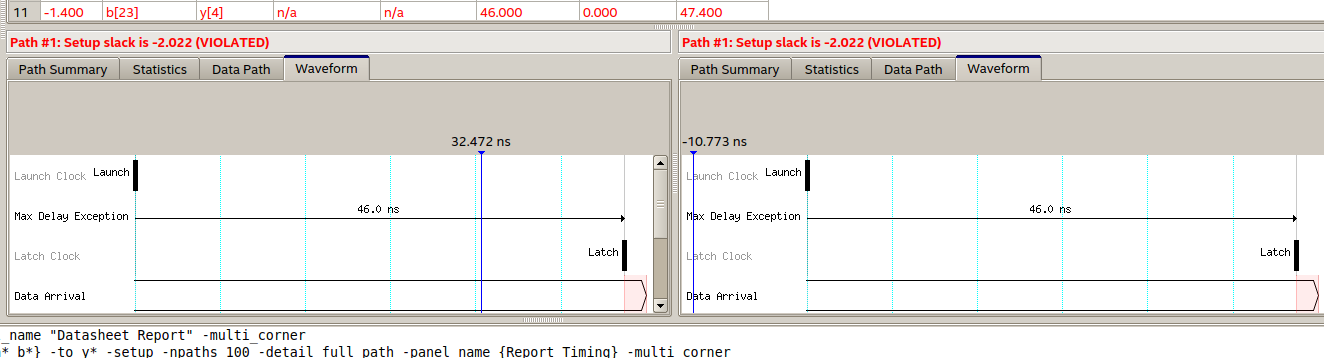 11 -1.400 b[23] y[4] n/a n/a 46.000 0.000 47.400
Path #1: Setup slack is -2.022 (VIOLATED)
Path Summary Statistics Data Path Waveform
32.472 ns
Launch Clock Launch
46.0 ns
Max Delay Exception
Latch Clock Latch
Data Arrival
Path #1: Setup slack is -2.022 (VIOLATED)
Path Summary Statistics Data Path Waveform
-10.773 ns
Launch Clock Launch
46.0 ns
Max Delay Exception
Latch Clock Latch
Data Arrival
_name "Datasheet Report" -multi_corner
* b*} -to y* -setup -npaths 100 -detail full_path -panel_name {Report Timing} -multi_corner